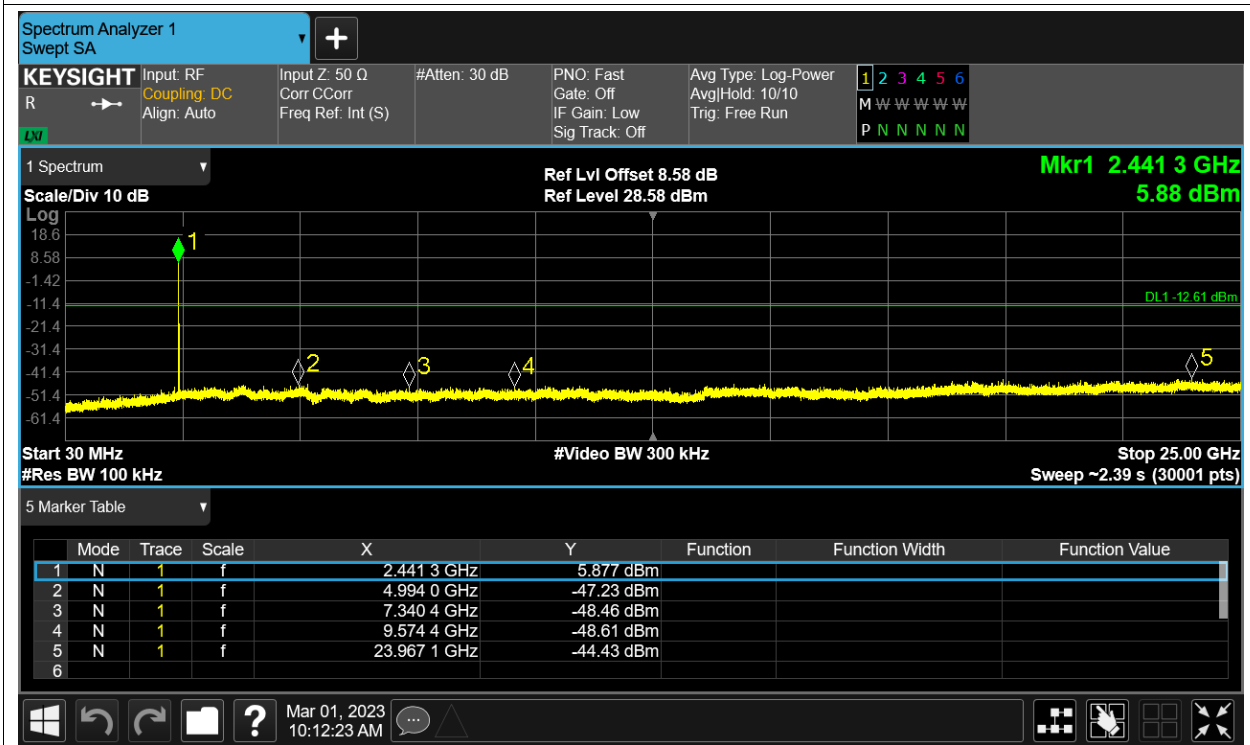 Spectrum Analyzer 1
Swept SA
KEYSIGHT
R
LXI
Input: RF
Coupling: DC
Align: Auto
Input Z: 50 Ω
Corr CCorr
Freq Ref: Int (S)
#Atten: 30 dB
PNO: Fast
Gate: Off
IF Gain: Low
Sig Track: Off
Avg Type: Log-Power
Avg|Hold: 10/10
Trig: Free Run
1 2 3 4 5 6
M W W W W W
P N N N N N
1 Spectrum
Scale/Div 10 dB
Ref Lvl Offset 8.58 dB
Ref Level 28.58 dBm
Mkr1 2.441 3 GHz
5.88 dBm
Log
18.6
8.58
-1.42
-11.4
-21.4
-31.4
-41.4
-51.4
-61.4
1
2
3
4
5
DL1 -12.61 dBm
Start 30 MHz
#Res BW 100 kHz
#Video BW 300 kHz
Stop 25.00 GHz
Sweep ~2.39 s (30001 pts)
5 Marker Table
Mode Trace Scale X Y Function Function Width Function Value
1 N 1 f 2.441 3 GHz 5.877 dBm
2 N 1 f 4.994 0 GHz -47.23 dBm
3 N 1 f 7.340 4 GHz -48.46 dBm
4 N 1 f 9.574 4 GHz -48.61 dBm
5 N 1 f 23.967 1 GHz -44.43 dBm
6
?
Mar 01, 2023
10:12:23 AM